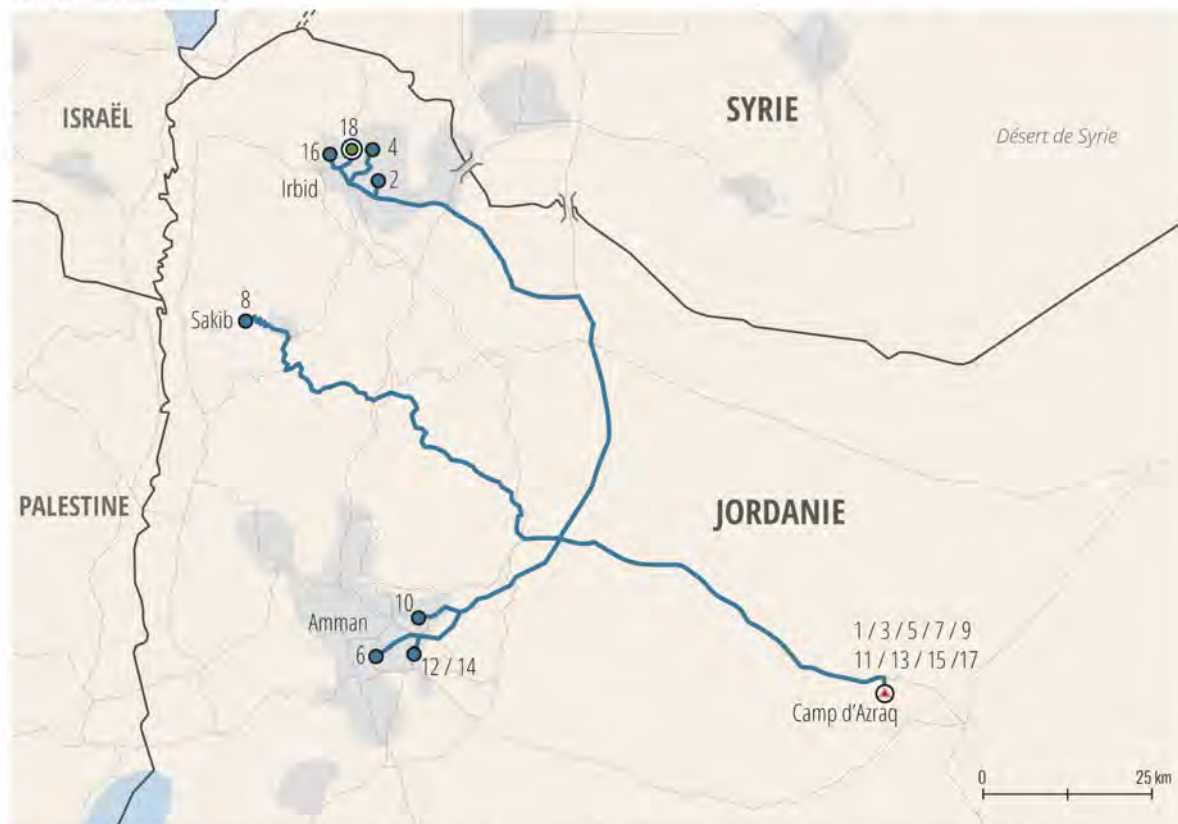 ISRAËL
SYRIE
Désert de Syrie
18
16
4
2
Irbid
8
Sakib
PALESTINE
JORDANIE
10
Amman
6
12 / 14
1 / 3 / 5 / 7 / 9
11 / 13 / 15 /17
Camp d'Azraq
0
25 km